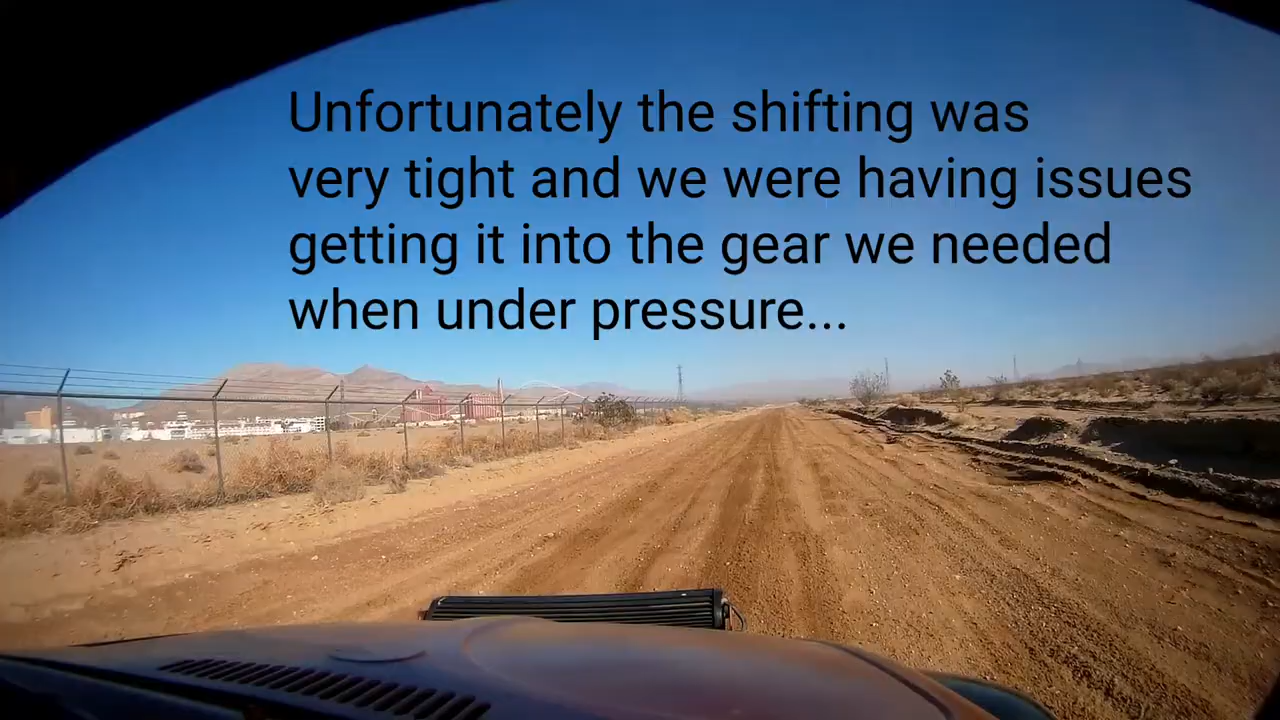 Unfortunately the shifting was
very tight and we were having issues
getting it into the gear we needed
when under pressure...